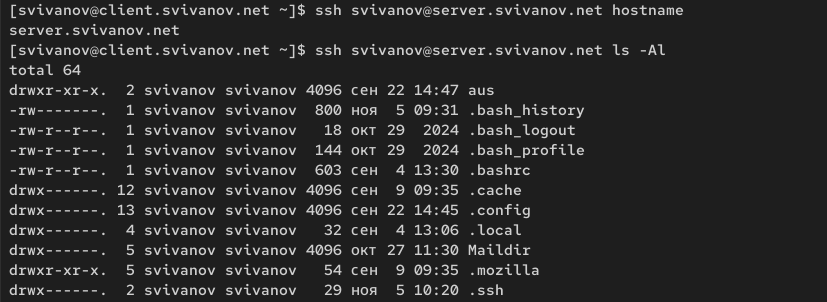 [svivanov@client.svivanov.net ~]$ ssh svivanov@server.svivanov.net hostname
server.svivanov.net
[svivanov@client.svivanov.net ~]$ ssh svivanov@server.svivanov.net ls -Al
total 64
drwxr-xr-x.  2 svivanov svivanov 4096 сен 22 14:47 aus
-rw-------.  1 svivanov svivanov  800 ноя  5 09:31 .bash_history
-rw-r--r--.  1 svivanov svivanov   18 окт 29  2024 .bash_logout
-rw-r--r--.  1 svivanov svivanov  144 окт 29  2024 .bash_profile
-rw-r--r--.  1 svivanov svivanov  603 сен  4 13:30 .bashrc
drwx------. 12 svivanov svivanov 4096 сен  9 09:35 .cache
drwx------. 13 svivanov svivanov 4096 сен 22 14:45 .config
drwx------.  4 svivanov svivanov   32 сен  4 13:06 .local
drwx------.  5 svivanov svivanov 4096 окт 27 11:30 Maildir
drwxr-xr-x.  5 svivanov svivanov   54 сен  9 09:35 .mozilla
drwx------.  2 svivanov svivanov   29 ноя  5 10:20 .ssh